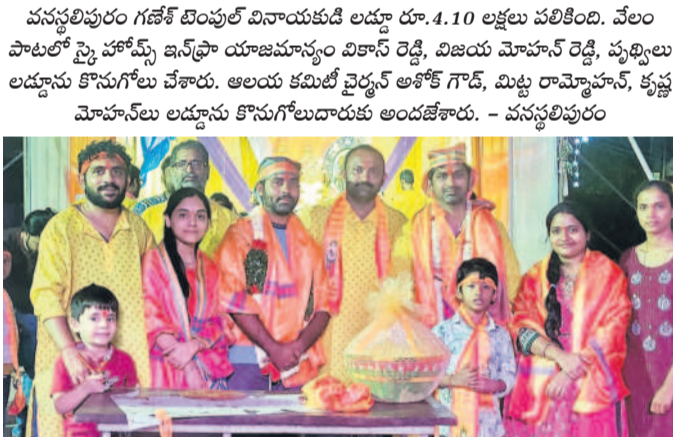 వనస్థలిపురం గణేశ్ టెంపుల్ వినాయకుడి లడ్డూ రూ.4.10 లక్షలు పలికింది. వేలం
పాటలో స్కై హోమ్స్ ఇన్‌ఫ్రా యాజమాన్యం వికాస్ రెడ్డి, విజయ మోహన్ రెడ్డి, పృథ్విలు
లడ్డూను కొనుగోలు చేశారు. ఆలయ కమిటీ చైర్మన్ అశోక్ గౌడ్, మిట్ట రామ్మోహన్, కృష్ణ
మోహన్‌లు లడ్డూను కొనుగోలుదారుకు అందజేశారు. – వనస్థలిపురం